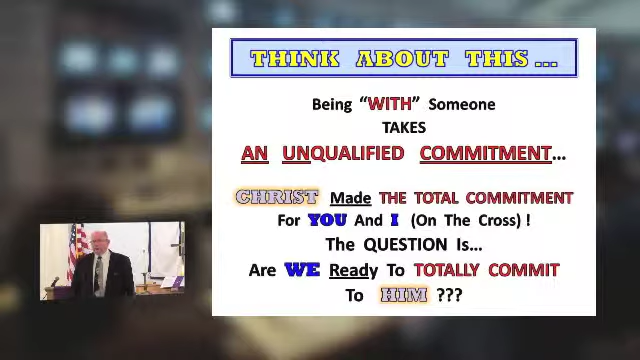 THINK ABOUT THIS...
Being “WITH” Someone
TAKES
AN UNQUALIFIED COMMITMENT...
CHRIST Made THE TOTAL COMMITMENT
For YOU And I (On The Cross) !
The QUESTION Is...
Are WE Ready To TOTALLY COMMIT
To HIM ???